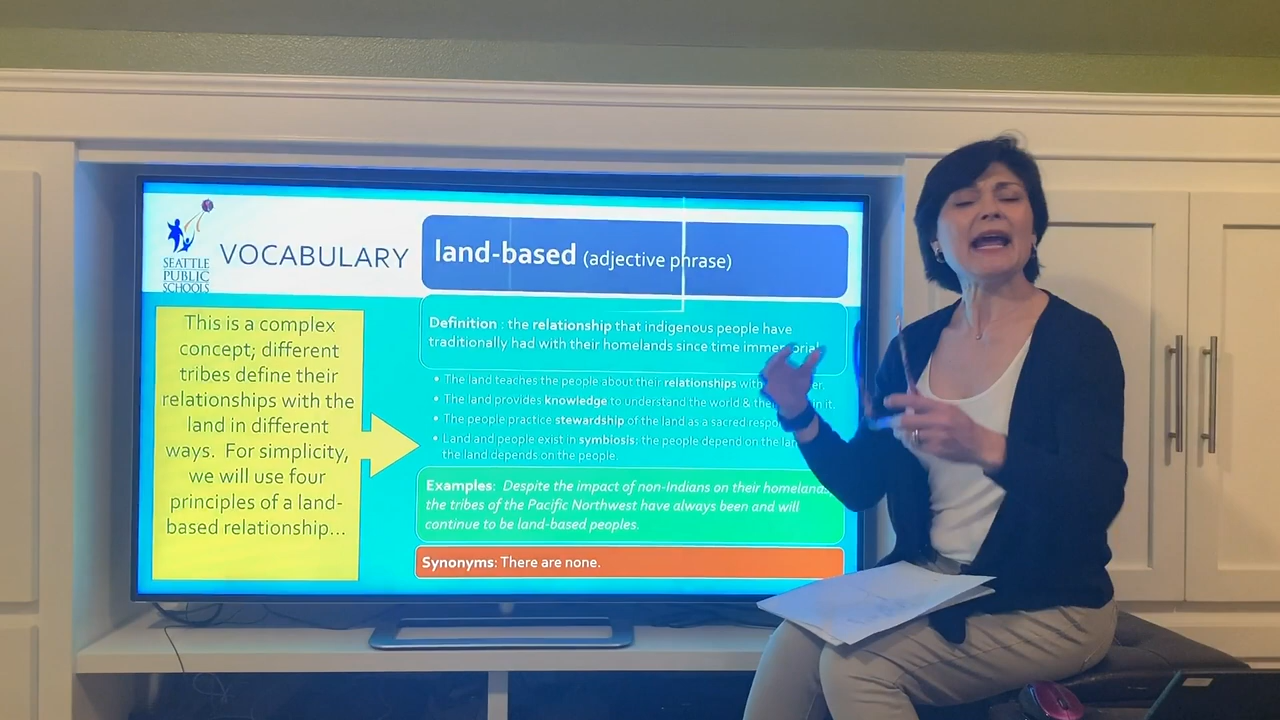 SEATTLE
PUBLIC
SCHOOLS
VOCABULARY
land-based (adjective phrase)
This is a complex
concept; different
tribes define their
relationships with the
land in different
ways. For simplicity,
we will use four
principles of a land-
based relationship...
Definition : the relationship that indigenous people have
traditionally had with their homelands since time immemorial
• The land teaches the people about their relationships with
• The land provides knowledge to understand the world & in it.
• The people practice stewardship of the land as a sacred
• Land and people exist in symbiosis: the people depend on the
the land depends on the people.
Examples: Despite the impact of non-Indians on their homelands,
the tribes of the Pacific Northwest have always been and will
continue to be land-based peoples.
Synonyms: There are none.